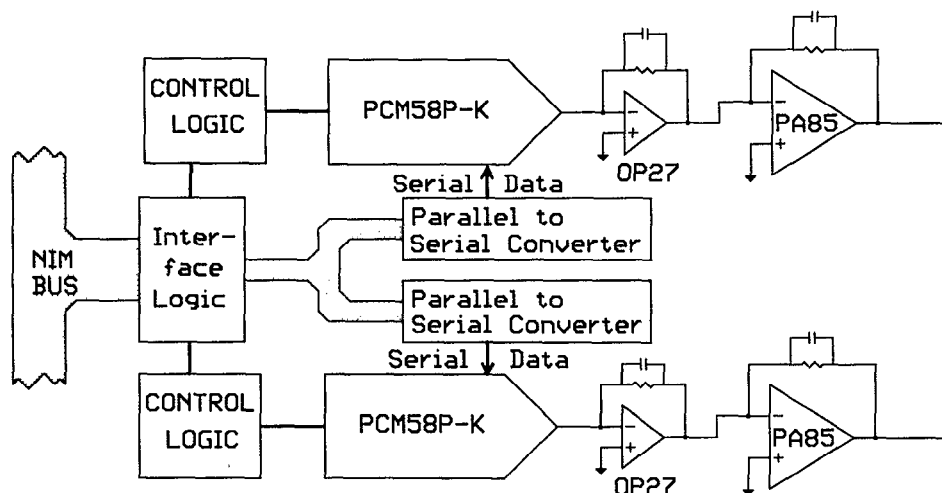 CONTROL
LOGIC
PCM58P-K
OP27
PA85
Serial Data
NIM
BUS
Inter-
face
Logic
Parallel to
Serial Converter
Parallel to
Serial Converter
Serial Data
CONTROL
LOGIC
PCM58P-K
OP27
PA85